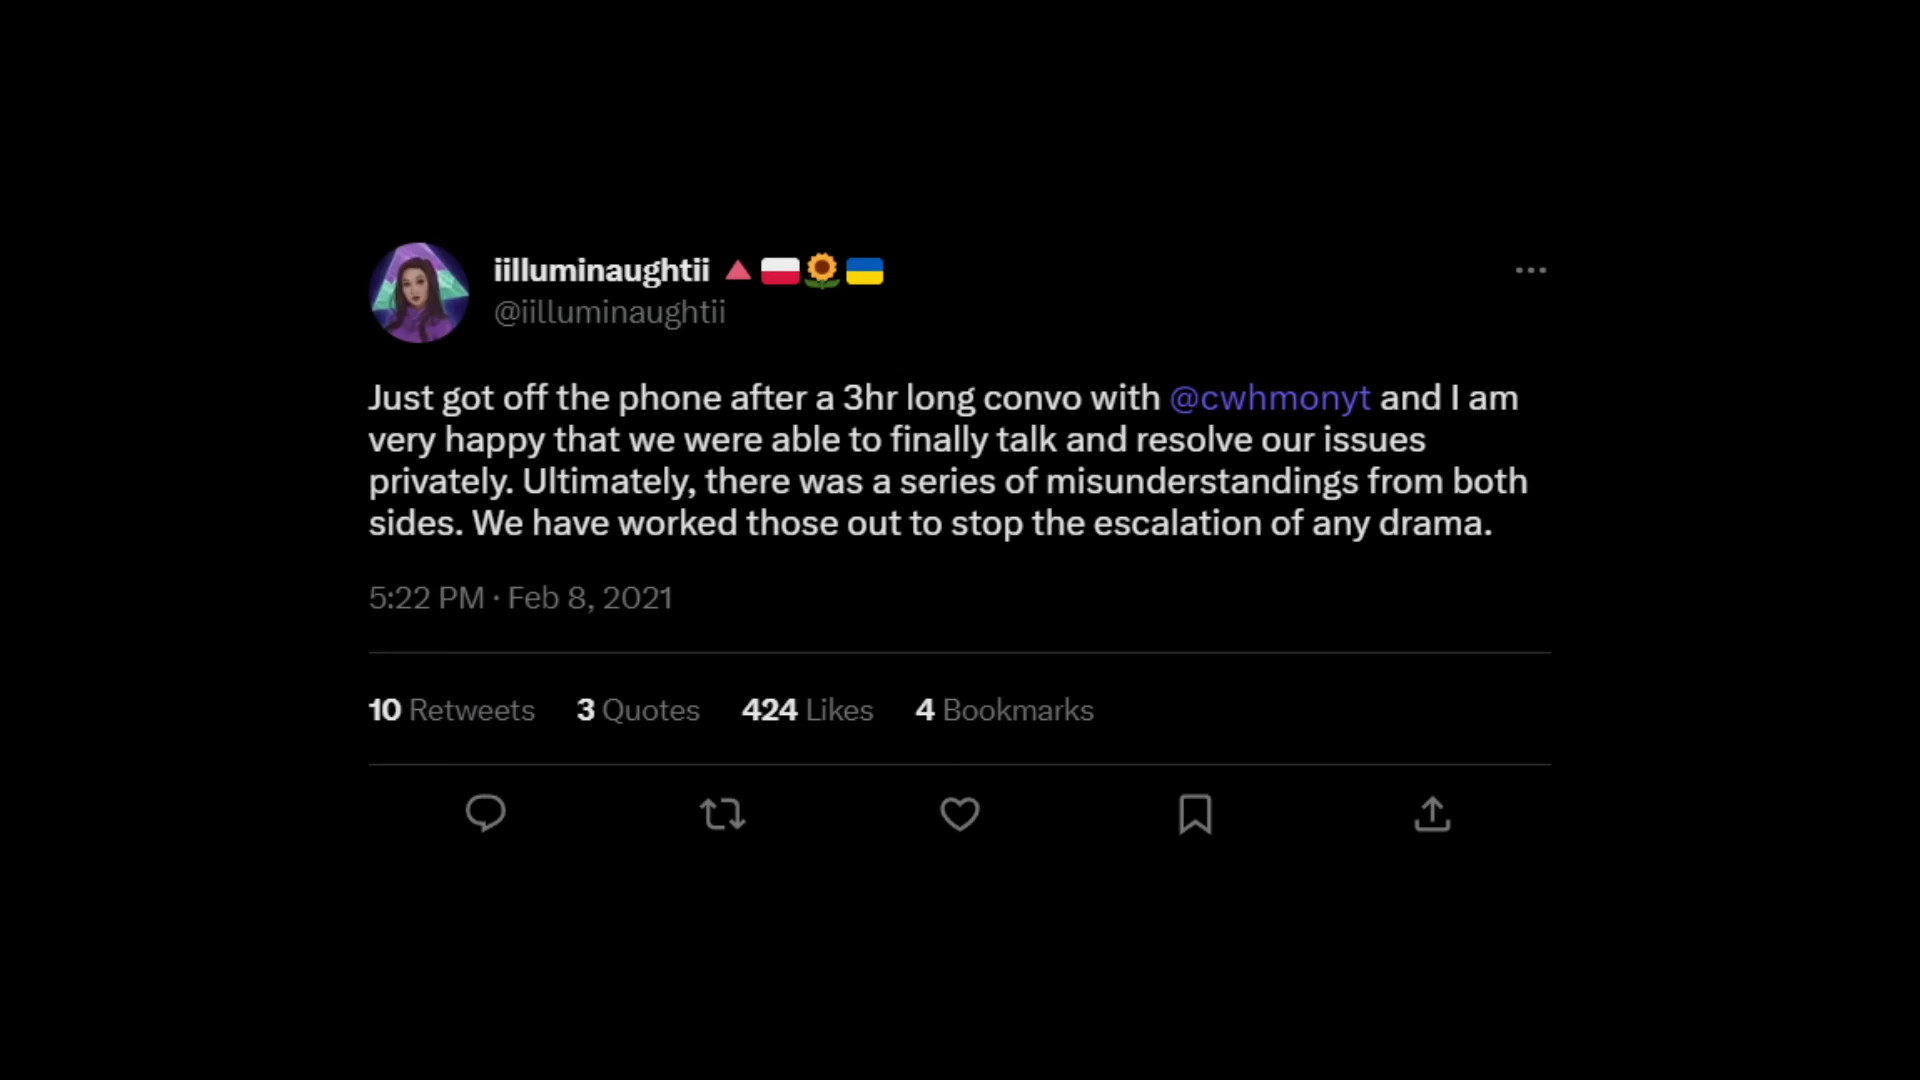 iilluminaughtii 🔺🇵🇱🌻🇺🇦
@iilluminaughtii
Just got off the phone after a 3hr long convo with @cwhmonyt and I am
very happy that we were able to finally talk and resolve our issues
privately. Ultimately, there was a series of misunderstandings from both
sides. We have worked those out to stop the escalation of any drama.
5:22 PM · Feb 8, 2021
10 Retweets 3 Quotes 424 Likes 4 Bookmarks